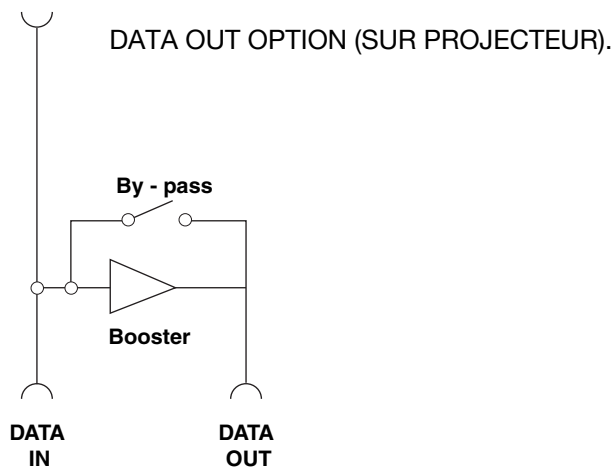 DATA OUT OPTION (SUR PROJECTEUR).
By - pass
Booster
DATA
IN
DATA
OUT